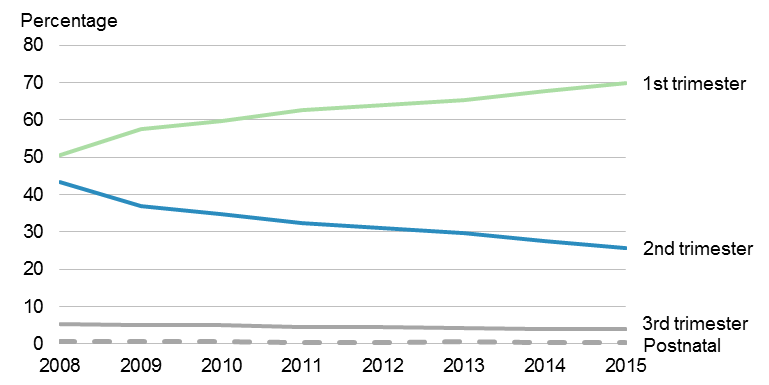 Percentage
80
70
60
50
40
30
20
10
0
1st trimester
2nd trimester
3rd trimester
Postnatal
2008 2009 2010 2011 2012 2013 2014 2015